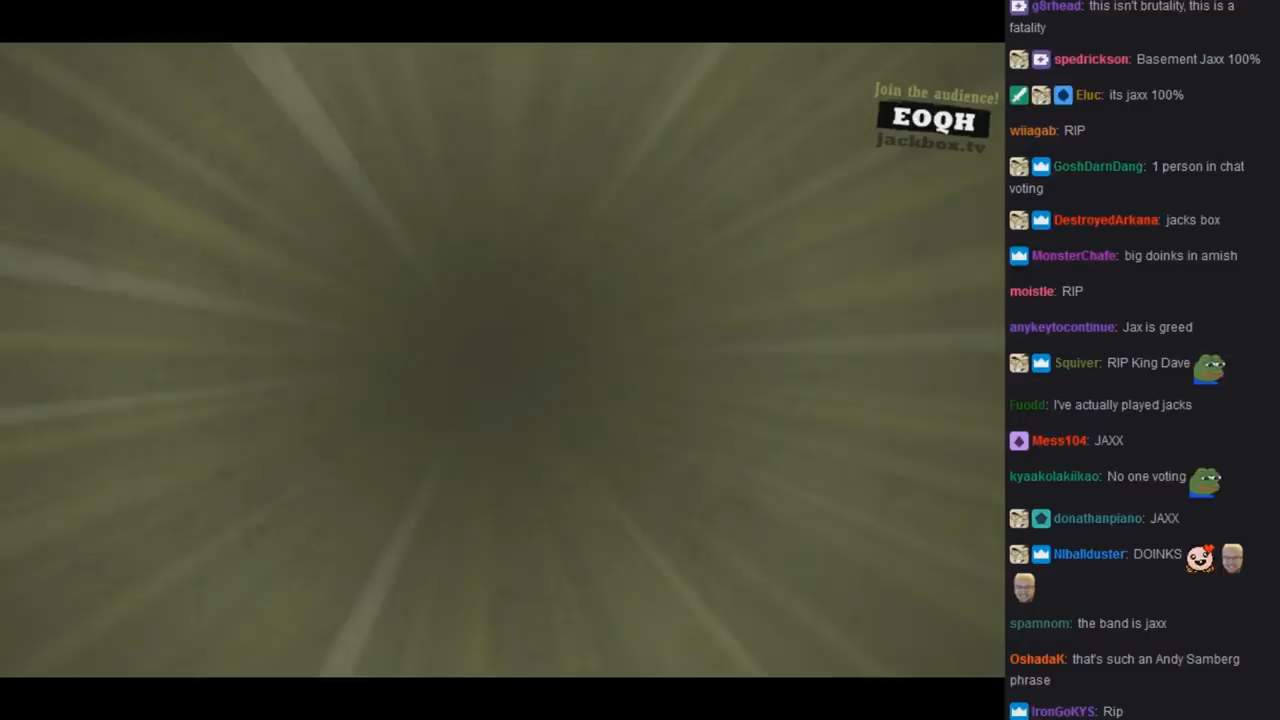 Join the audience!
EOQH
jackbox.tv
g8rhead: this isn't brutality, this is a
fatality
spedrickson: Basement Jaxx 100%
Eluc: its jaxx 100%
wiiagab: RIP
GoshDarnDang: 1 person in chat
voting
DestroyedArkana: jacks box
MonsterChafe: big doinks in amish
moistle: RIP
anykeytocontinue: Jax is greed
Squiver: RIP King Dave
Fuodd: I've actually played jacks
Mess104: JAXX
kyaakolakiikao: No one voting
donathanpiano: JAXX
Nlballduster: DOINKS
spamnom: the band is jaxx
OshadaK: that's such an Andy Samberg
phrase
IronGoKYS: Rip